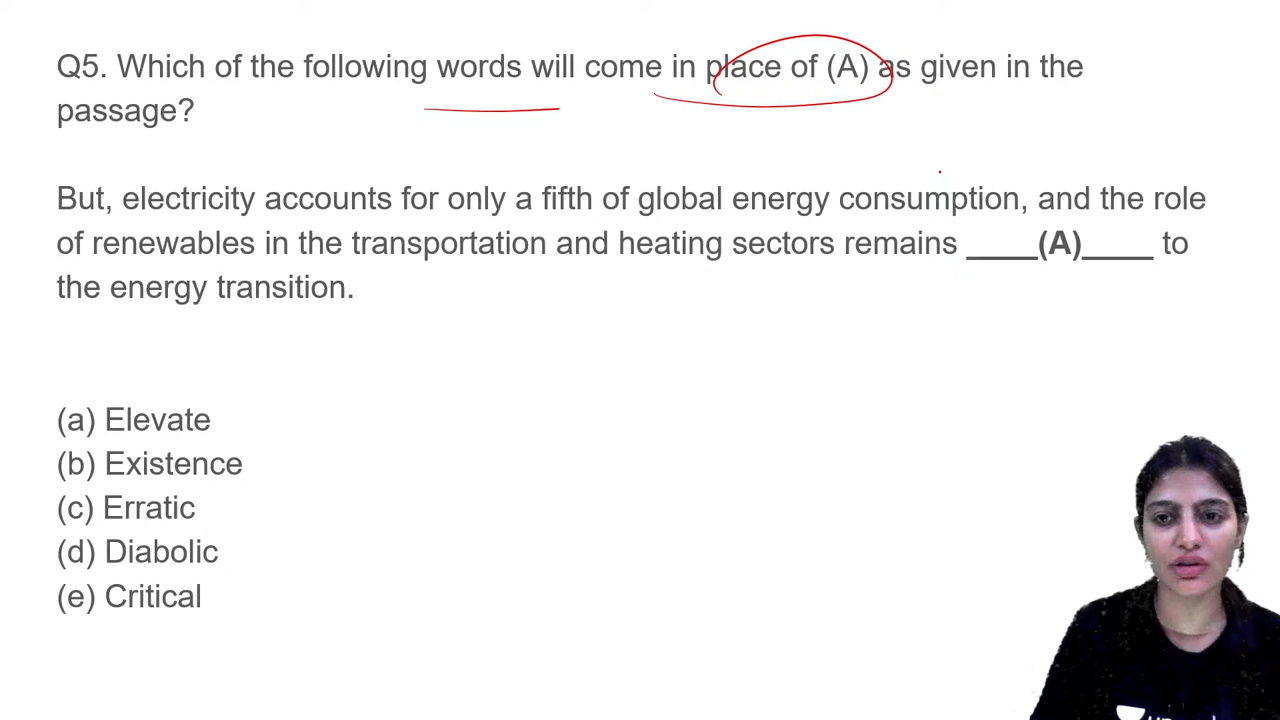 Q5. Which of the following words will come in place of (A) as given in the
passage?
But, electricity accounts for only a fifth of global energy consumption, and the role
of renewables in the transportation and heating sectors remains ____(A)____ to
the energy transition.
(a) Elevate
(b) Existence
(c) Erratic
(d) Diabolic
(e) Critical